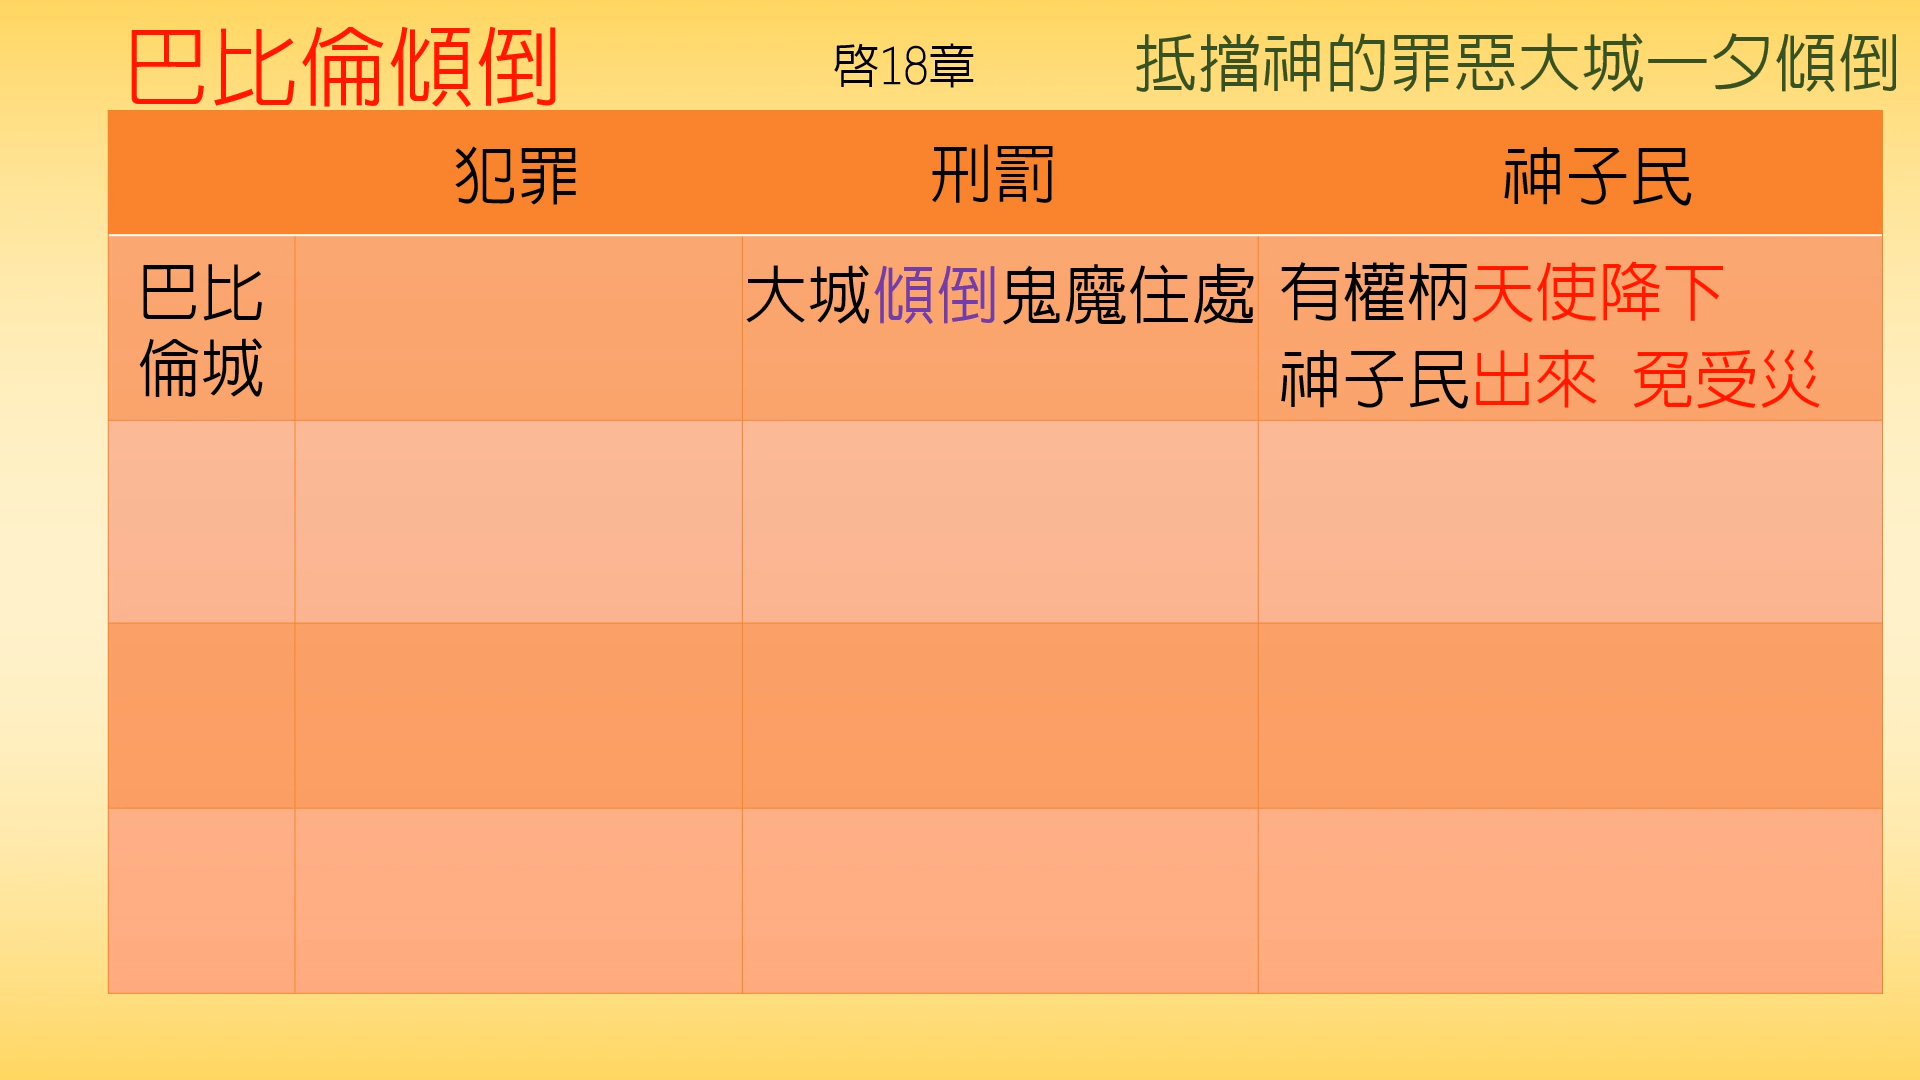 巴比倫傾倒
啓18章
抵擋神的罪惡大城一夕傾倒
犯罪
刑罰
神子民
巴比
倫城
大城傾倒鬼魔住處
有權柄天使降下
神子民出來 免受災